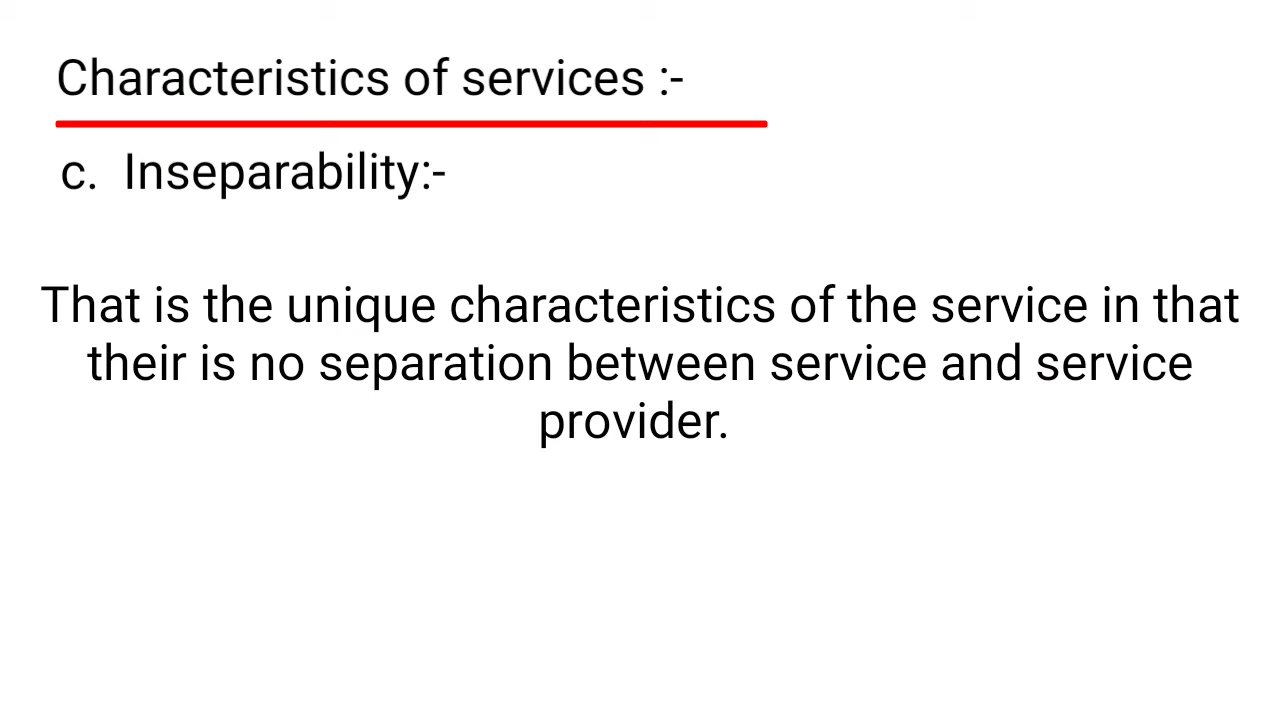 Characteristics of services :-
c. Inseparability:-
That is the unique characteristics of the service in that
their is no separation between service and service
provider.